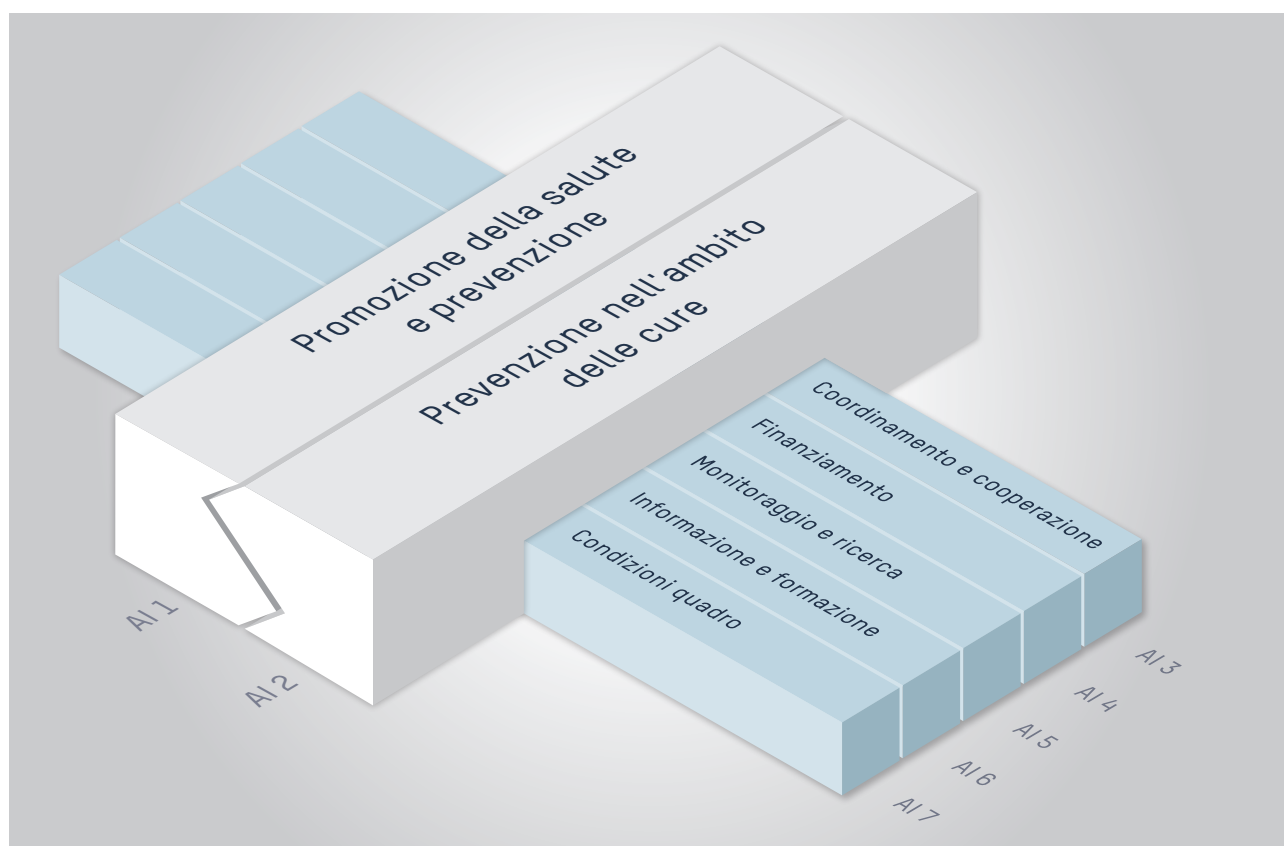 Promozione della salute
e prevenzione
Prevenzione nell'ambito
delle cure
Coordinamento e cooperazione
Finanziamento
Monitoraggio e ricerca
Informazione e formazione
Condizioni quadro
AI 1
AI 2
AI 3
AI 4
AI 5
AI 6
AI 7